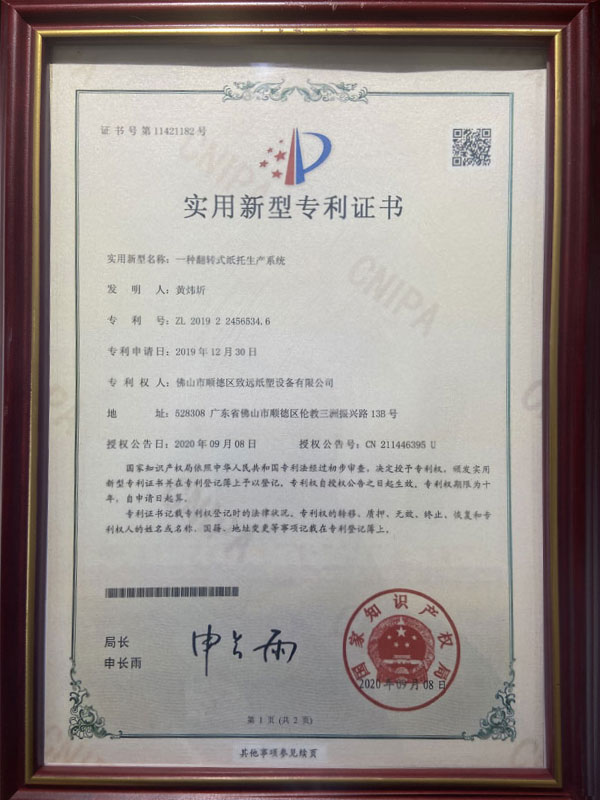 证书号第11421182号
实用新型专利证书
实用新型名称：一种翻转式纸托生产系统
发明人：黄炜圻
专利号：ZL 2019 2 2456534.6
专利申请日：2019年12月30日
专利权人：佛山市顺德区致远纸塑设备有限公司
地址：528308 广东省佛山市顺德区伦教三洲振兴路13B号
授权公告日：2020年09月08日 授权公告号：CN 211446395 U
国家知识产权局依照中华人民共和国专利法经过初步审查，决定授予专利权，颁发实用
新型专利证书并在专利登记簿上予以登记。专利权自授权公告之日起生效。专利权期限为十
年，自申请日起算。
专利证书记载专利权登记时的法律状况。专利权的转移、质押、无效、终止、恢复和专
利权人的姓名或名称、国籍、地址变更等事项记载在专利登记簿上。
局长
申长雨
申长雨
国家知识产权局
2020年09月08日
第1页(共2页)
其他事项参见续页
CNIPA
CNIPA
CNIPA
CNIPA